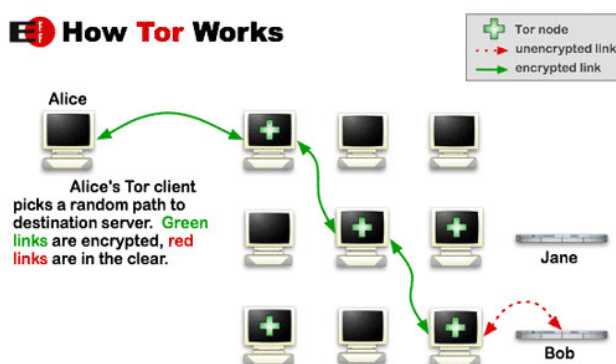 EFF How Tor Works
Tor node
unencrypted link
encrypted link
Alice
Alice's Tor client
picks a random path to
destination server. Green
links are encrypted, red
links are in the clear.
Jane
Bob